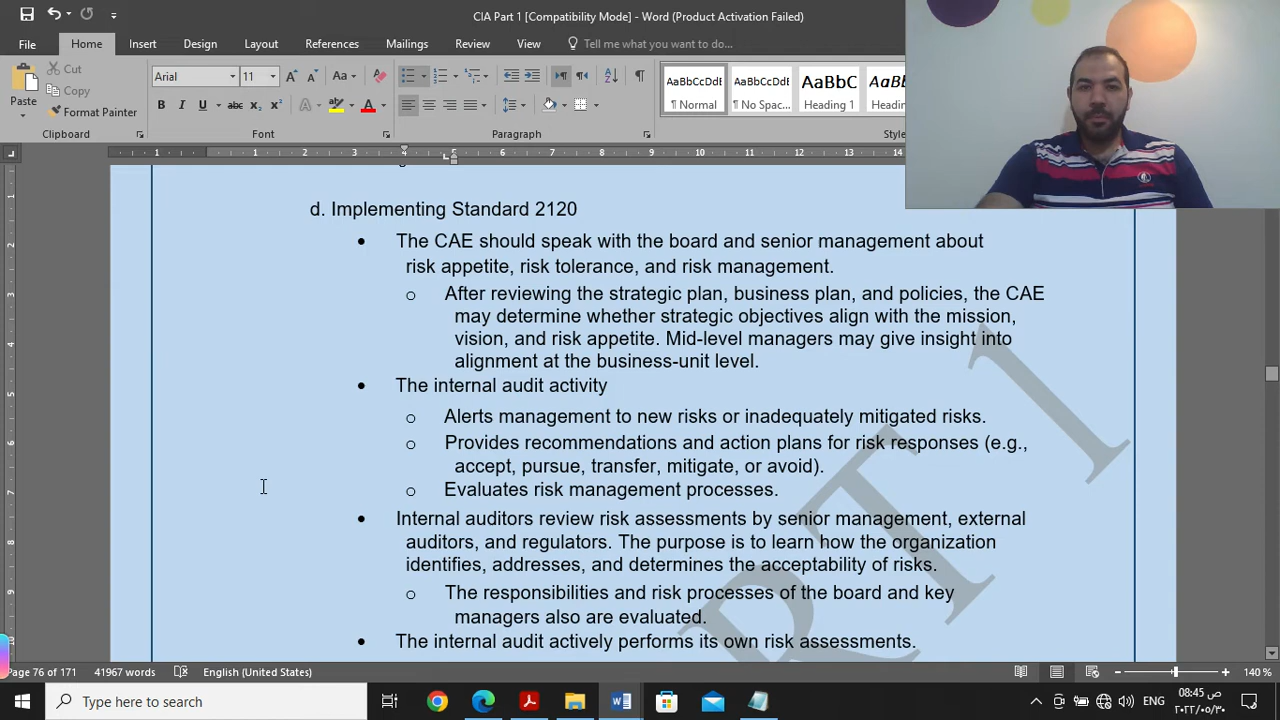 CIA Part 1 [Compatibility Mode] - Word (Product Activation Failed)
File Home Insert Design Layout References Mailings Review View Tell me what you want to do...
Cut
Copy
Format Painter
Paste
Arial 11
AaBbCcDdE AaBbCcDdE AaBbC
¶ Normal ¶ No Spac... Heading 1
Clipboard Font Paragraph
d. Implementing Standard 2120
• The CAE should speak with the board and senior management about
risk appetite, risk tolerance, and risk management.
o After reviewing the strategic plan, business plan, and policies, the CAE
may determine whether strategic objectives align with the mission,
vision, and risk appetite. Mid-level managers may give insight into
alignment at the business-unit level.
• The internal audit activity
o Alerts management to new risks or inadequately mitigated risks.
o Provides recommendations and action plans for risk responses (e.g.,
accept, pursue, transfer, mitigate, or avoid).
o Evaluates risk management processes.
• Internal auditors review risk assessments by senior management, external
auditors, and regulators. The purpose is to learn how the organization
identifies, addresses, and determines the acceptability of risks.
o The responsibilities and risk processes of the board and key
managers also are evaluated.
• The internal audit actively performs its own risk assessments.
Page 76 of 171 41967 words English (United States) 140 %
Type here to search
ENG
08:45 ص
٢٠٢٢/٠٥/٣٠